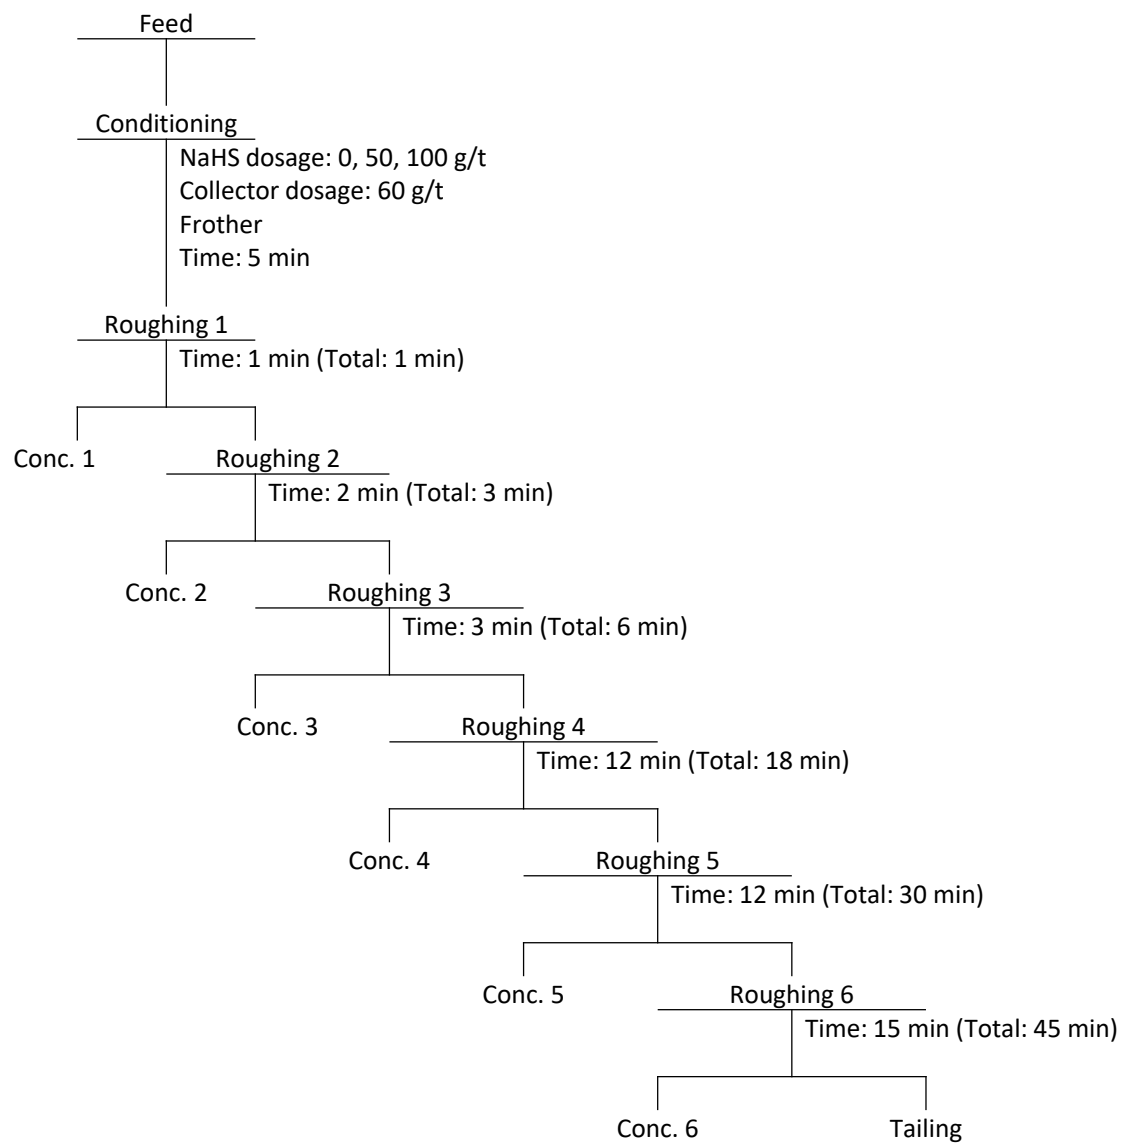 Feed
Conditioning
NaHS dosage: 0, 50, 100 g/t
Collector dosage: 60 g/t
Frother
Time: 5 min
Roughing 1
Time: 1 min (Total: 1 min)
Conc. 1
Roughing 2
Time: 2 min (Total: 3 min)
Conc. 2
Roughing 3
Time: 3 min (Total: 6 min)
Conc. 3
Roughing 4
Time: 12 min (Total: 18 min)
Conc. 4
Roughing 5
Time: 12 min (Total: 30 min)
Conc. 5
Roughing 6
Time: 15 min (Total: 45 min)
Conc. 6
Tailing